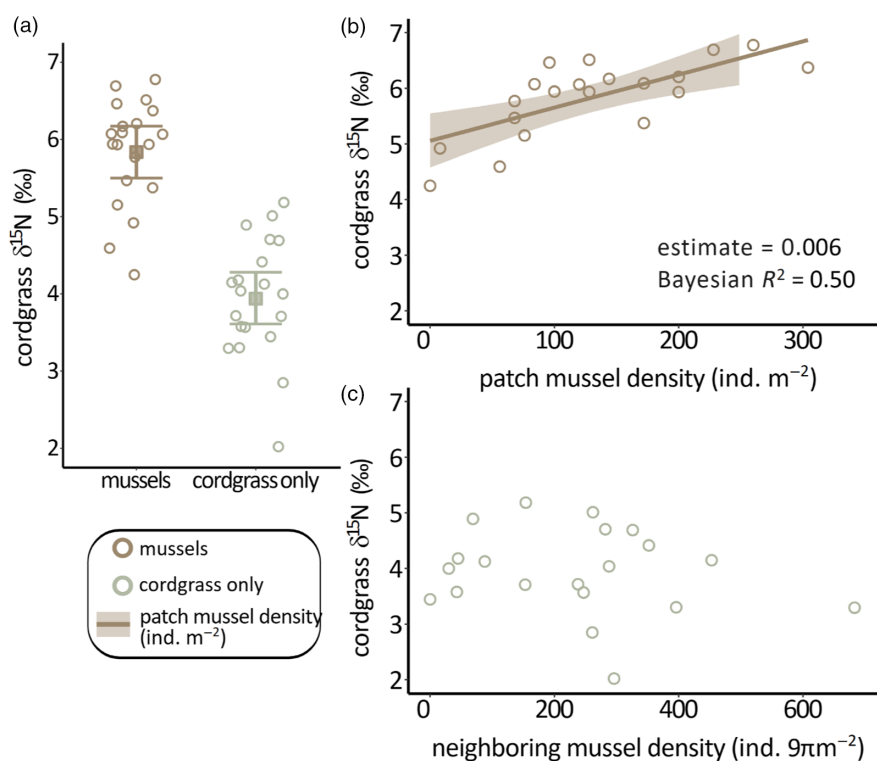 (a)
cordgrass δ¹⁵N (‰)
7
6
5
4
3
2
mussels
cordgrass only
mussels
cordgrass only
patch mussel density
(ind. m⁻²)
(b)
cordgrass δ¹⁵N (‰)
7
6
5
4
3
2
estimate = 0.006
Bayesian R² = 0.50
0 100 200 300
patch mussel density (ind. m⁻²)
(c)
cordgrass δ¹⁵N (‰)
7
6
5
4
3
2
0 200 400 600
neighboring mussel density (ind. 9πm⁻²)